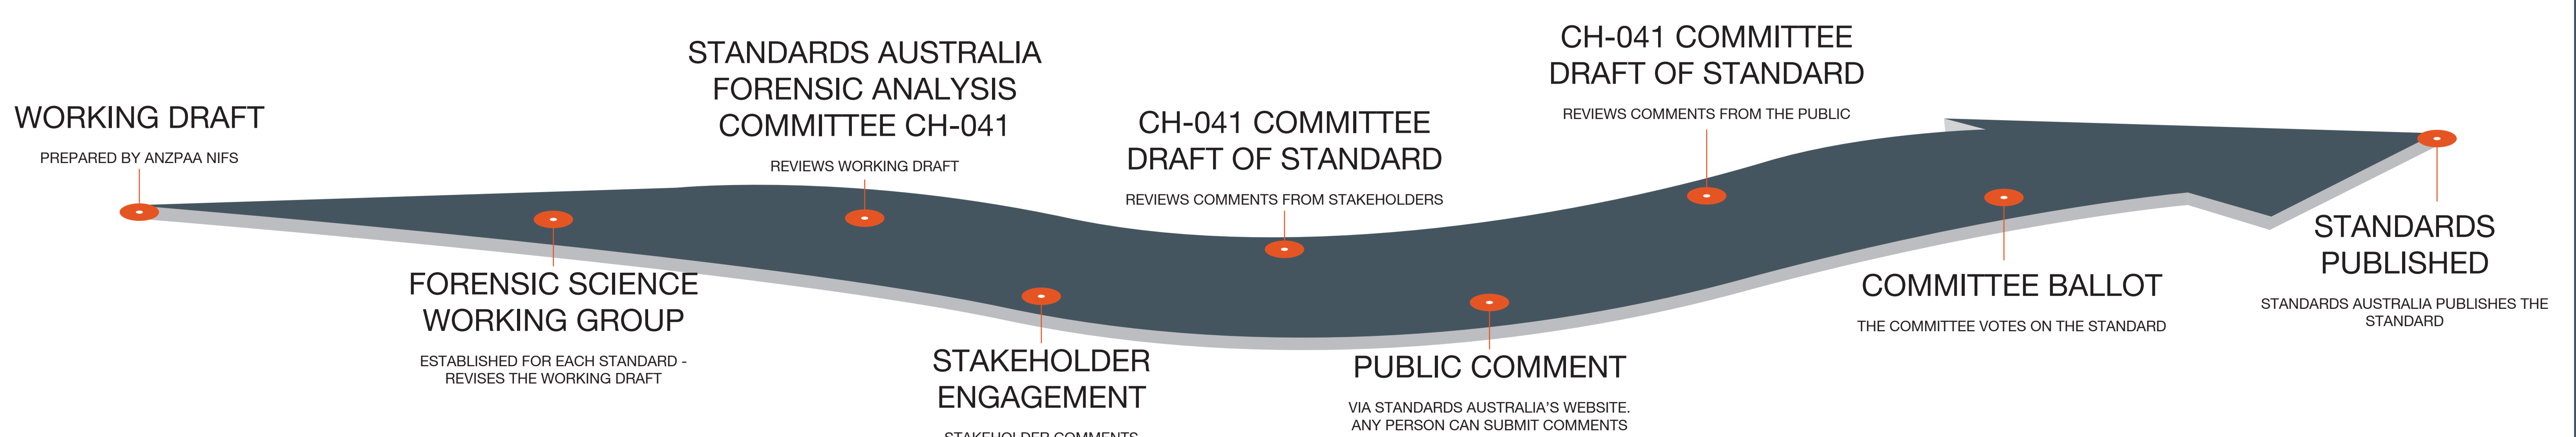 WORKING DRAFT
PREPARED BY ANZPAA NIFS
FORENSIC SCIENCE
WORKING GROUP
ESTABLISHED FOR EACH STANDARD -
REVISES THE WORKING DRAFT
STANDARDS AUSTRALIA
FORENSIC ANALYSIS
COMMITTEE CH-041
REVIEWS WORKING DRAFT
STAKEHOLDER
ENGAGEMENT
STAKEHOLDER COMMENTS
CH-041 COMMITTEE
DRAFT OF STANDARD
REVIEWS COMMENTS FROM STAKEHOLDERS
PUBLIC COMMENT
VIA STANDARDS AUSTRALIA'S WEBSITE.
ANY PERSON CAN SUBMIT COMMENTS
CH-041 COMMITTEE
DRAFT OF STANDARD
REVIEWS COMMENTS FROM THE PUBLIC
COMMITTEE BALLOT
THE COMMITTEE VOTES ON THE STANDARD
STANDARDS
PUBLISHED
STANDARDS AUSTRALIA PUBLISHES THE
STANDARD